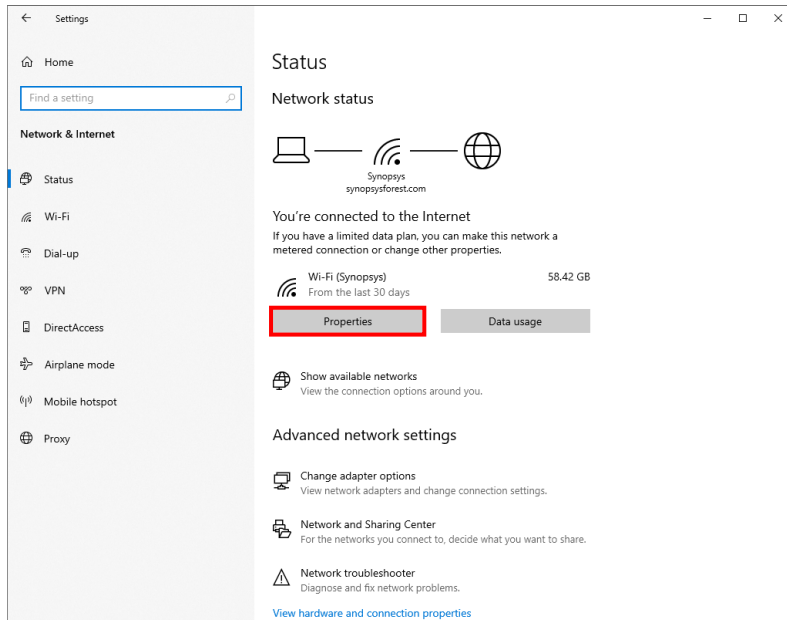 Settings
Home
Find a setting
Network & Internet
Status
Wi-Fi
Dial-up
VPN
DirectAccess
Airplane mode
Mobile hotspot
Proxy
Status
Network status
Synopsys
synopsysforest.com
You're connected to the Internet
If you have a limited data plan, you can make this network a
metered connection or change other properties.
Wi-Fi (Synopsys) 58.42 GB
From the last 30 days
Properties Data usage
Show available networks
View the connection options around you.
Advanced network settings
Change adapter options
View network adapters and change connection settings.
Network and Sharing Center
For the networks you connect to, decide what you want to share.
Network troubleshooter
Diagnose and fix network problems.
View hardware and connection properties